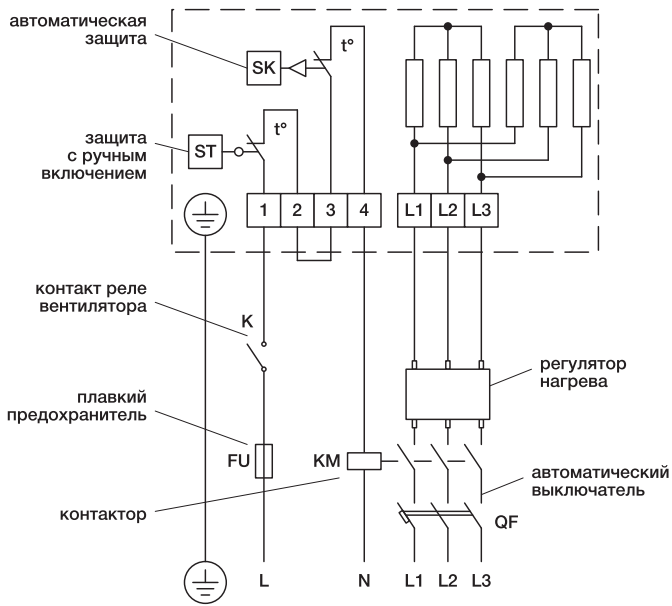 автоматическая
защита
SK
t°
защита
с ручным
включением
ST
t°
1 2 3 4 L1 L2 L3
контакт реле
вентилятора
K
регулятор
нагрева
плавкий
предохранитель
FU
KM
автоматический
выключатель
контактор
QF
L N L1 L2 L3